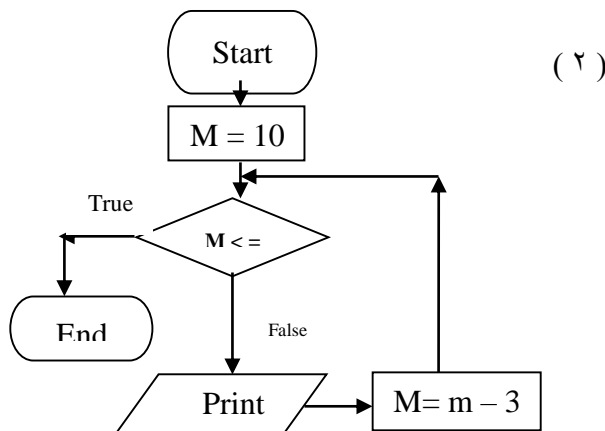 Start
( ٢ )
M = 10
True
M < =
End
False
Print
M= m – 3